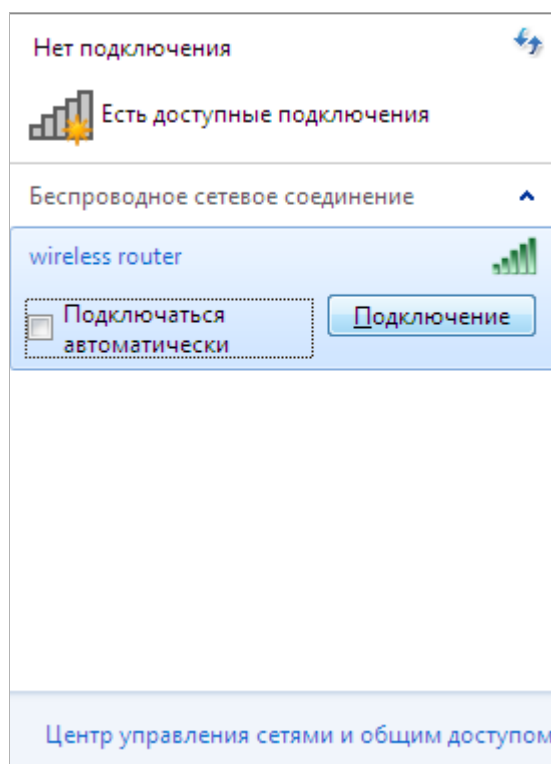 Нет подключения
Есть доступные подключения
Беспроводное сетевое соединение
wireless router
Подключаться
автоматически
Подключение
Центр управления сетями и общим доступом